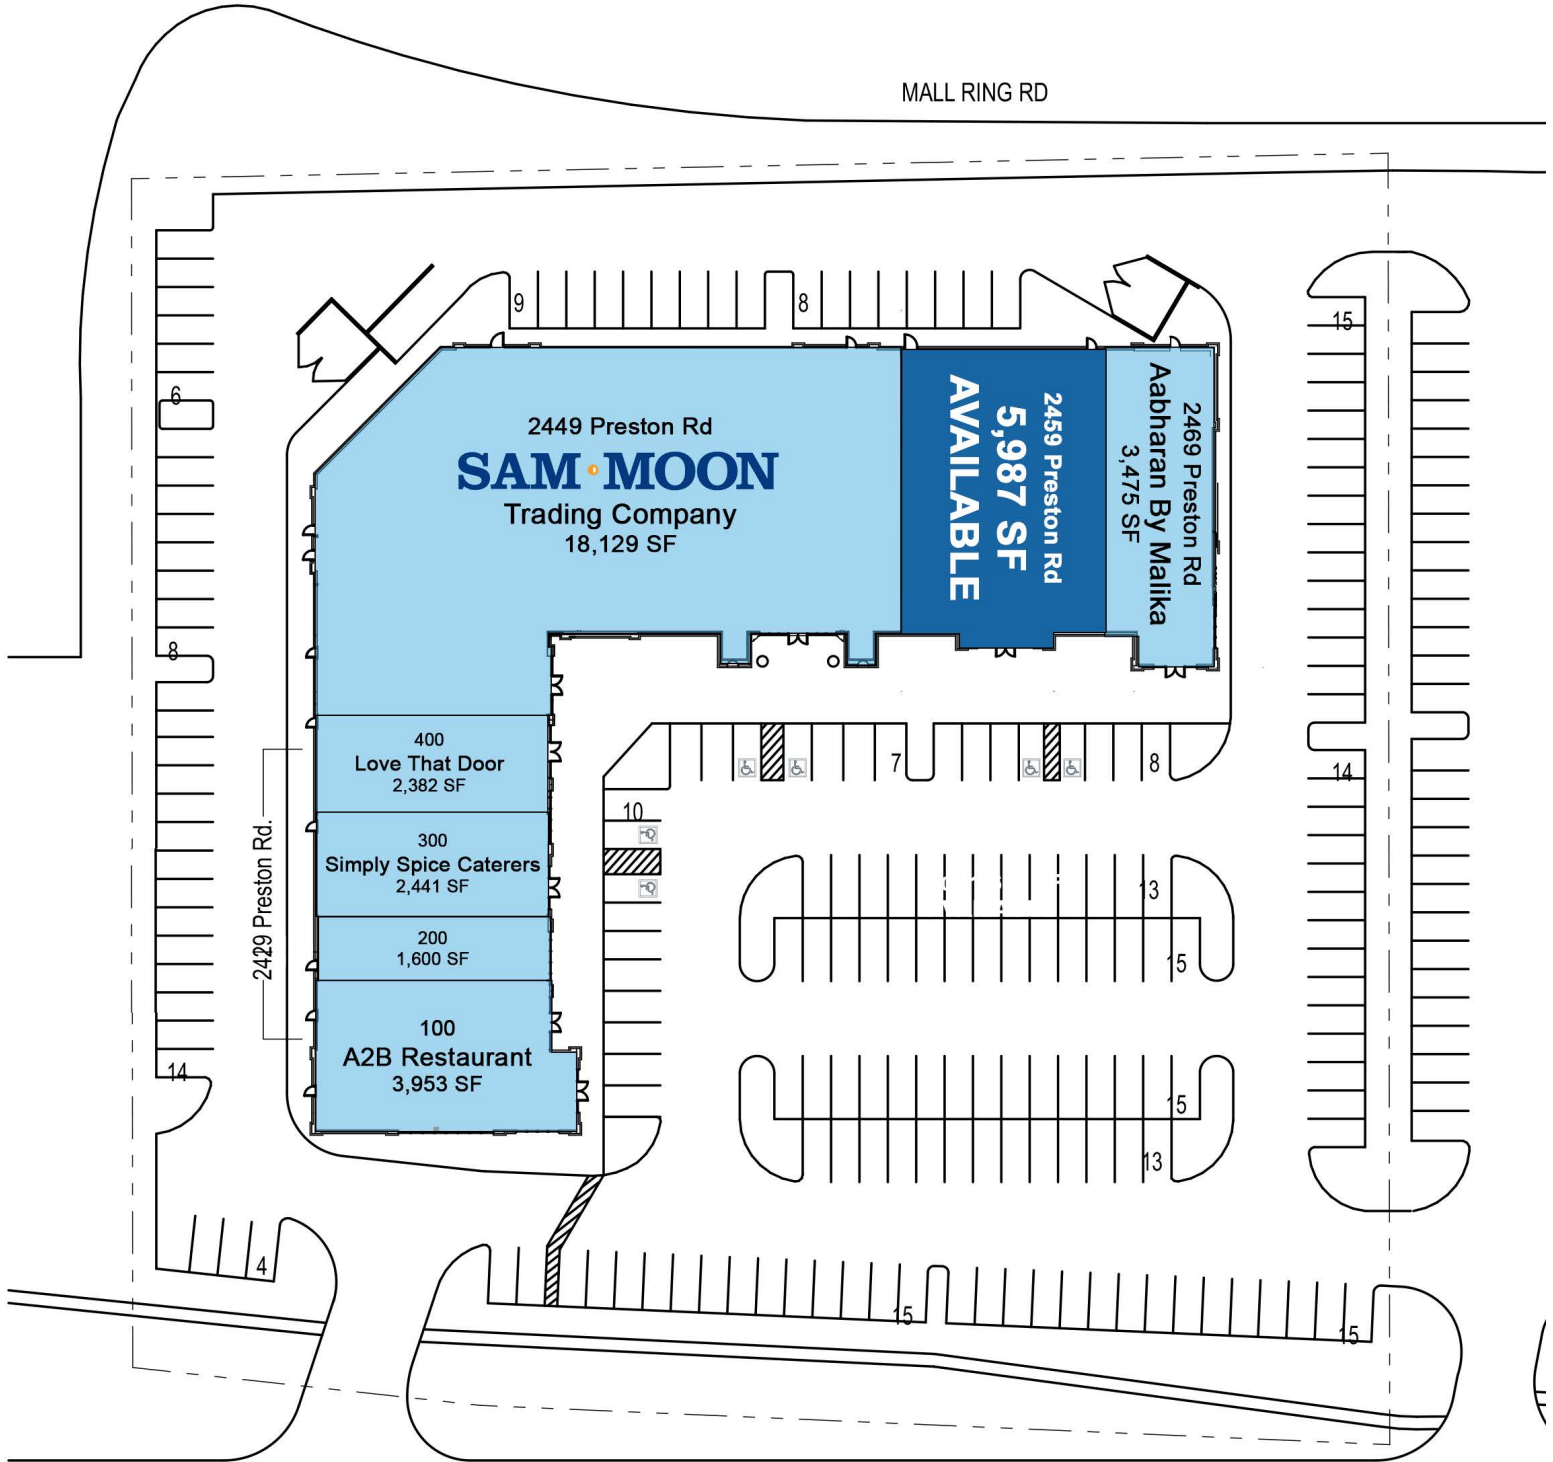 MALL RING RD
9
8
15
6
2449 Preston Rd
SAM MOON
Trading Company
18,129 SF
2459 Preston Rd
5,987 SF
AVAILABLE
2469 Preston Rd
Aabharan By Malika
3,475 SF
8
400
Love That Door
2,382 SF
7
8
14
10
2429 Preston Rd.
300
Simply Spice Caterers
2,441 SF
13
200
1,600 SF
15
100
A2B Restaurant
3,953 SF
14
15
13
4
15
15